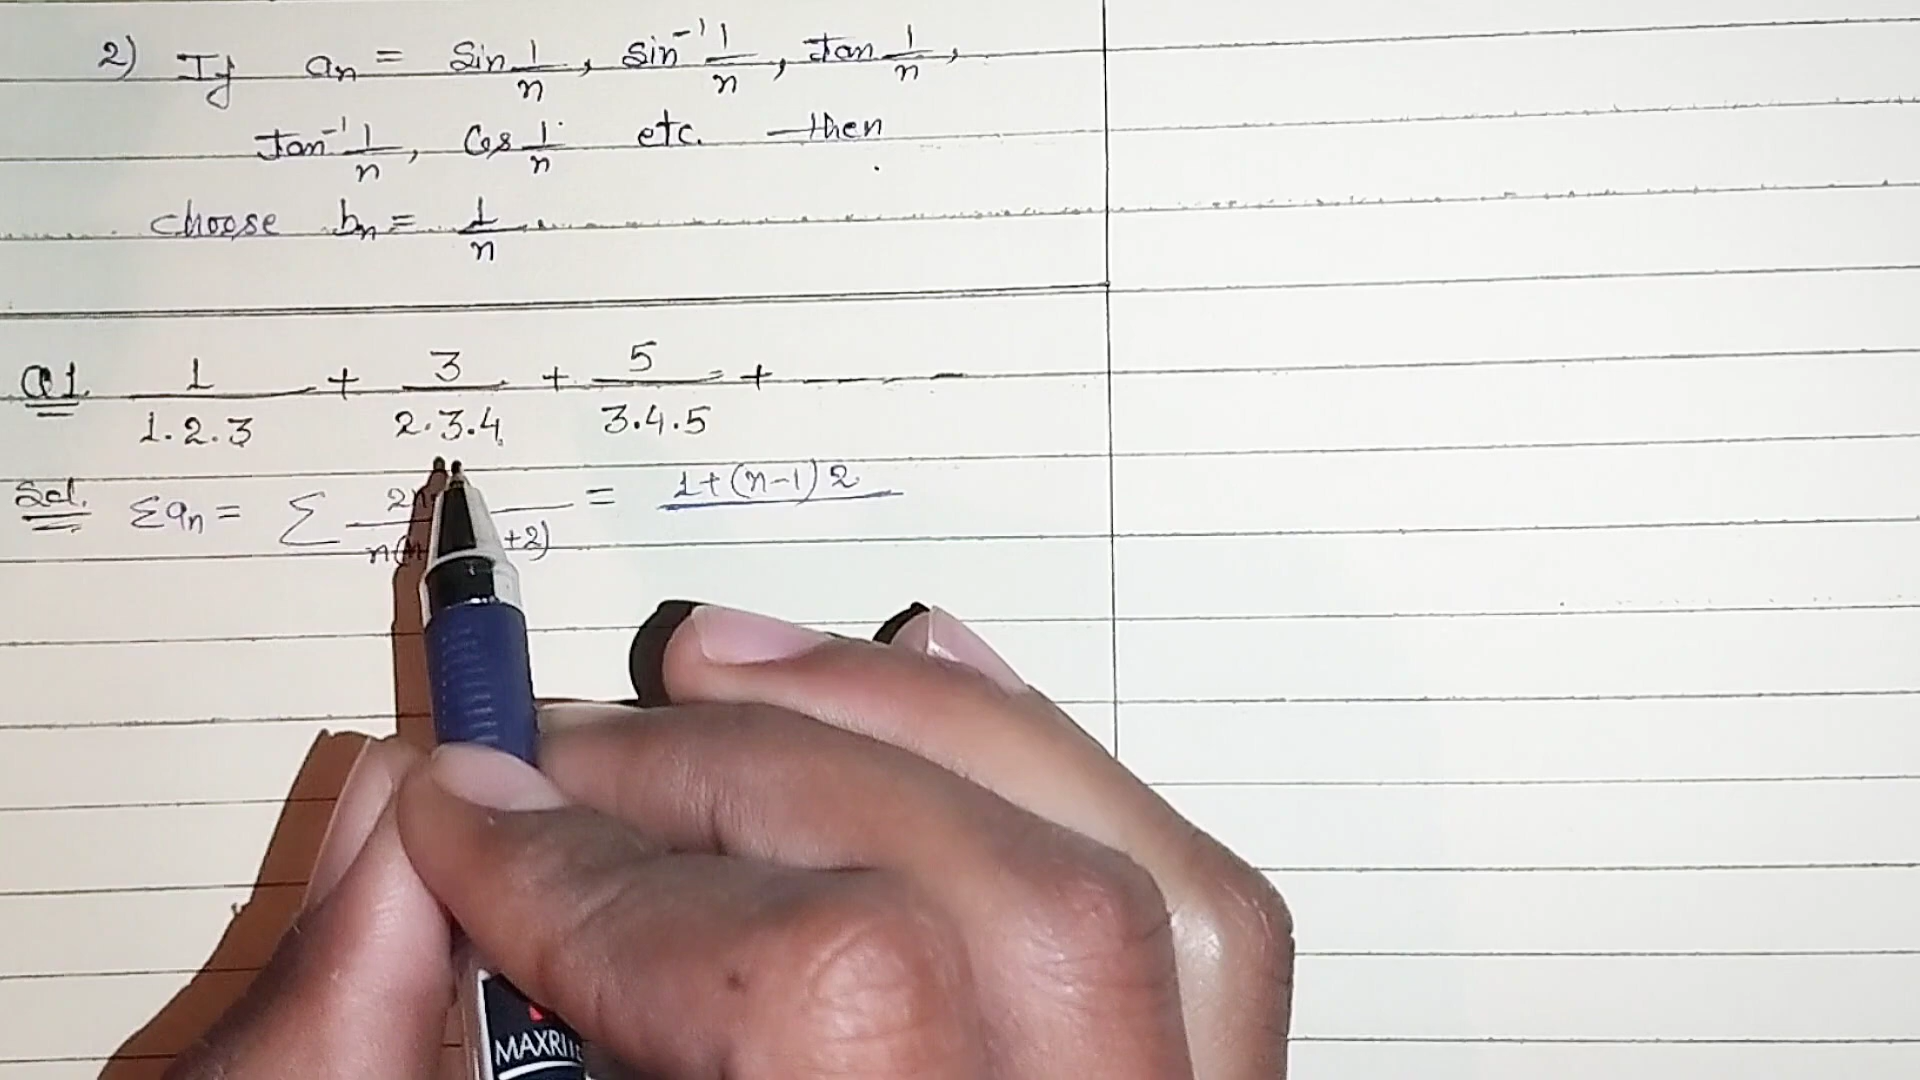 2) If an = Sin 1/n, sin⁻¹ 1/n, Tan 1/n,
Tan⁻¹ 1/n, Cos 1/n etc. then
choose bn = 1/n
Q1. 1/1.2.3 + 3/2.3.4 + 5/3.4.5 + - - -
Sol. Σan = Σ 2n / n( +2) = 1+(n-1)2
MAXRITE